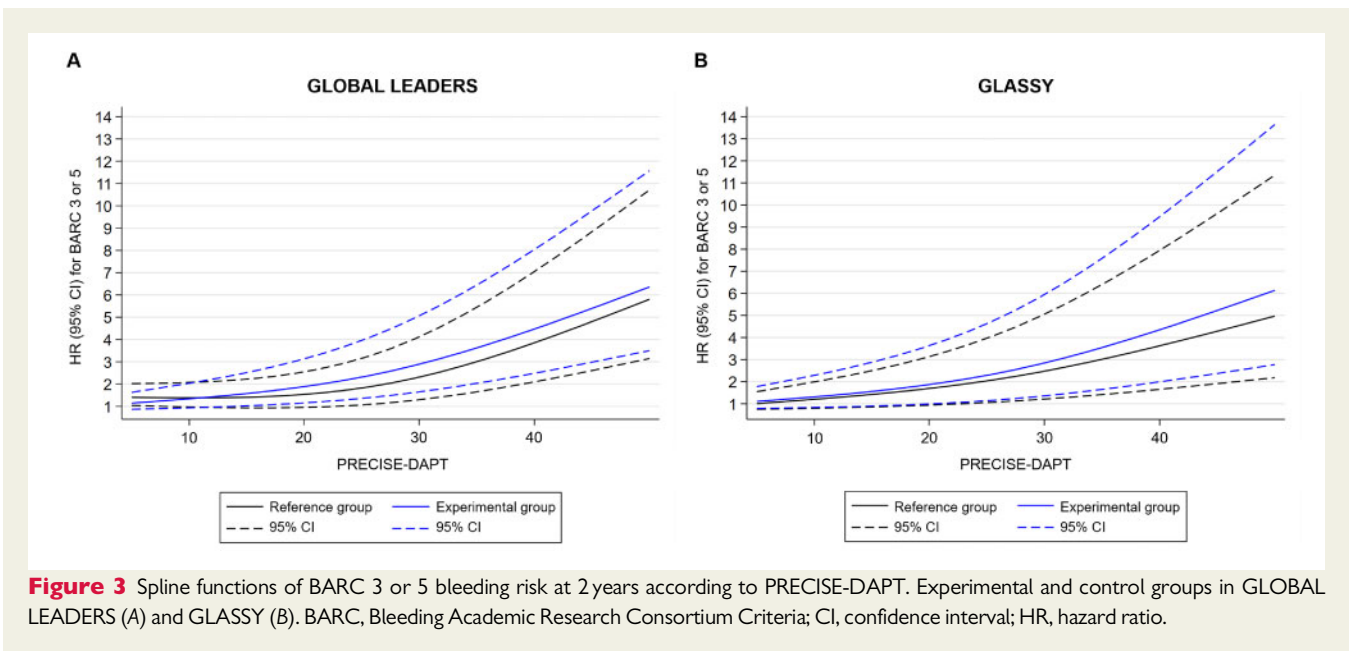 A
GLOBAL LEADERS
HR (95% CI) for BARC 3 or 5
14
13
12
11
10
9
8
7
6
5
4
3
2
1
10 20 30 40
PRECISE-DAPT
Reference group Experimental group
95% CI 95% CI
B
GLASSY
HR (95% CI) for BARC 3 or 5
14
13
12
11
10
9
8
7
6
5
4
3
2
1
10 20 30 40
PRECISE-DAPT
Reference group Experimental group
95% CI 95% CI
Figure 3 Spline functions of BARC 3 or 5 bleeding risk at 2 years according to PRECISE-DAPT. Experimental and control groups in GLOBAL
LEADERS (A) and GLASSY (B). BARC, Bleeding Academic Research Consortium Criteria; CI, confidence interval; HR, hazard ratio.